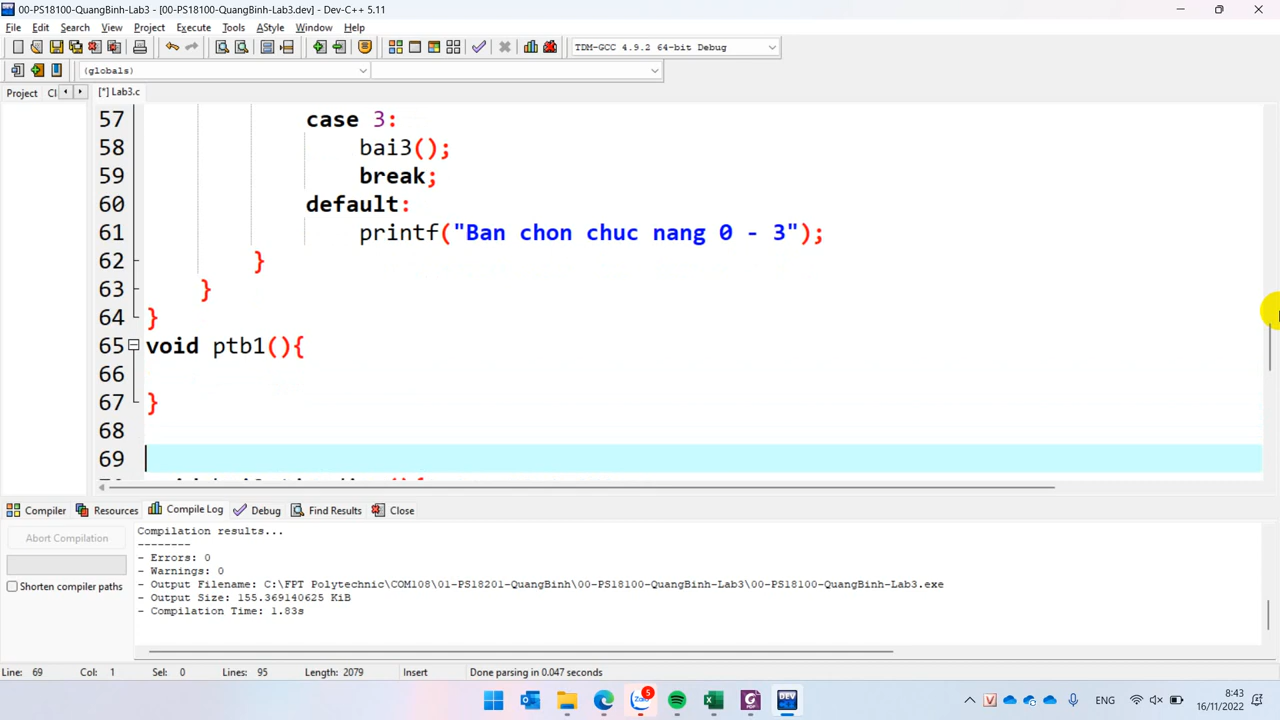 00-PS18100-QuangBinh-Lab3 - [00-PS18100-QuangBinh-Lab3.dev] - Dev-C++ 5.11
File Edit Search View Project Execute Tools AStyle Window Help
TDM-GCC 4.9.2 64-bit Debug
(globals)
Project
[*] Lab3.c
57 case 3:
58 bai3();
59 break;
60 default:
61 printf("Ban chon chuc nang 0 - 3");
62 }
63 }
64 }
65 void ptb1(){
66
67 }
68
69
Compiler Resources Compile Log Debug Find Results Close
Abort Compilation
Shorten compiler paths
Compilation results...
--------
- Errors: 0
- Warnings: 0
- Output Filename: C:\FPT Polytechnic\COM108\01-PS18201-QuangBinh\00-PS18100-QuangBinh-Lab3\00-PS18100-QuangBinh-Lab3.exe
- Output Size: 155.369140625 KiB
- Compilation Time: 1.83s
Line: 69 Col: 1 Sel: 0 Lines: 95 Length: 2079 Insert Done parsing in 0.047 seconds
Zalo 5
DEV
ENG
8:43
16/11/2022